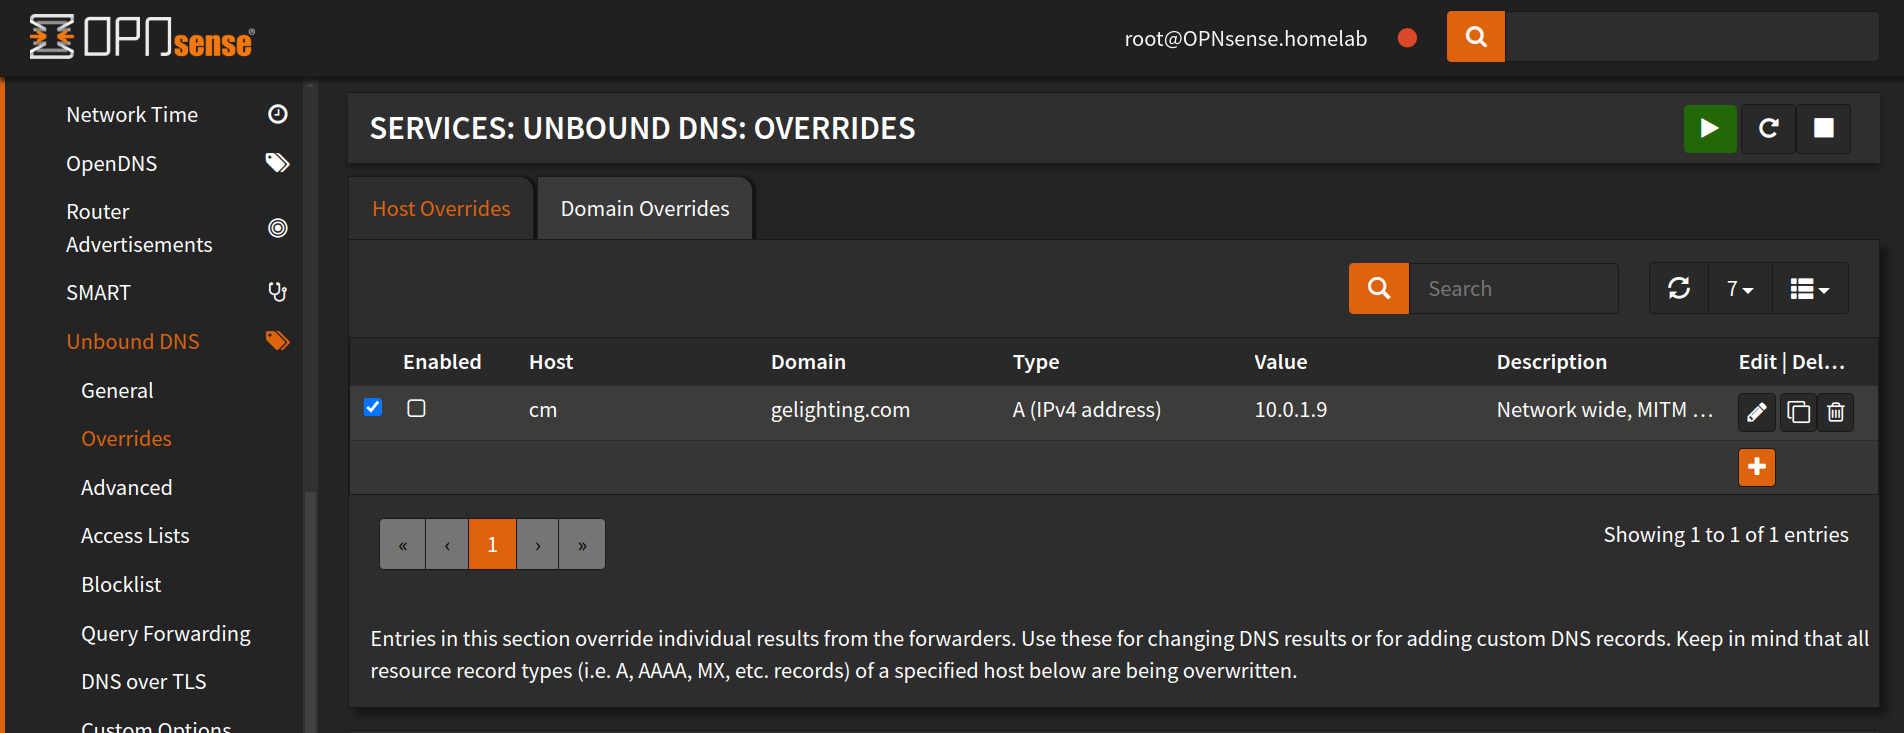 OPNsense®
root@OPNsense.homelab
Network Time
OpenDNS
Router
Advertisements
SMART
Unbound DNS
General
Overrides
Advanced
Access Lists
Blocklist
Query Forwarding
DNS over TLS
Custom Options
SERVICES: UNBOUND DNS: OVERRIDES
Host Overrides Domain Overrides
Search 7
Enabled Host Domain Type Value Description Edit | Del...
cm gelighting.com A (IPv4 address) 10.0.1.9 Network wide, MITM ...
« ‹ 1 › »
Showing 1 to 1 of 1 entries
Entries in this section override individual results from the forwarders. Use these for changing DNS results or for adding custom DNS records. Keep in mind that all
resource record types (i.e. A, AAAA, MX, etc. records) of a specified host below are being overwritten.